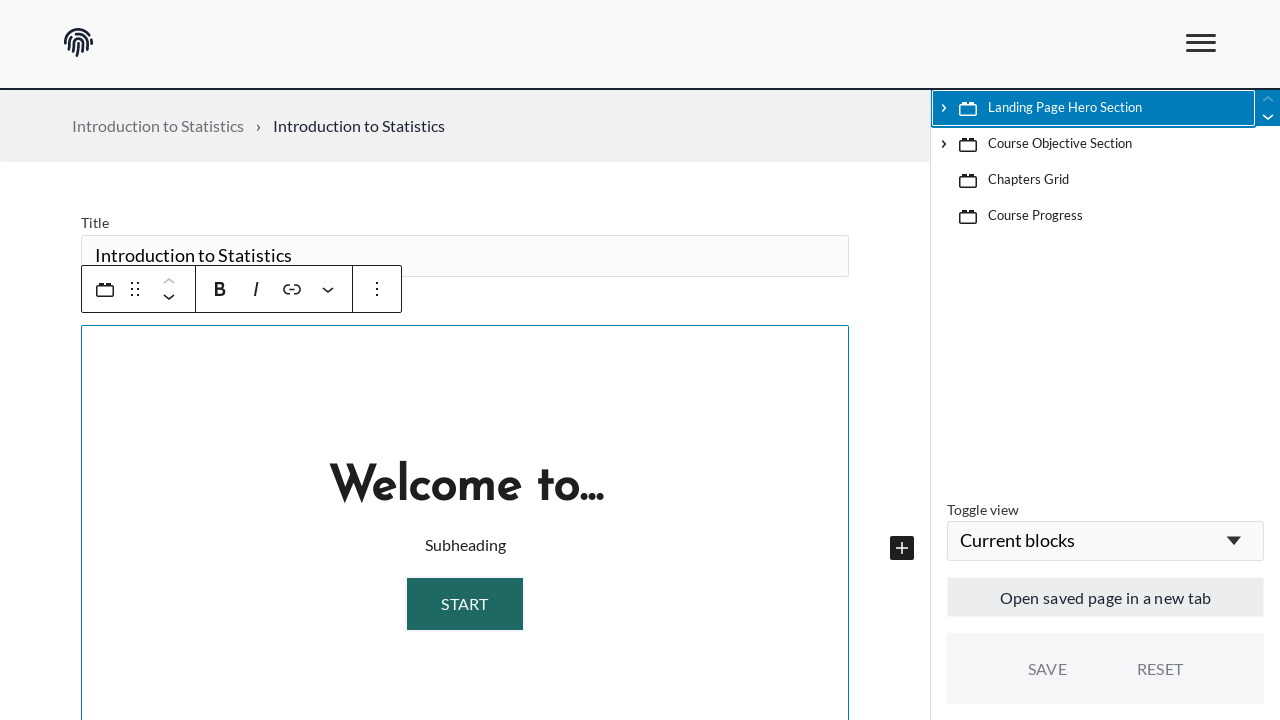 Introduction to Statistics › Introduction to Statistics
Title
Introduction to Statistics
B I
Welcome to...
Subheading
START
Landing Page Hero Section
Course Objective Section
Chapters Grid
Course Progress
Toggle view
Current blocks
Open saved page in a new tab
SAVE RESET